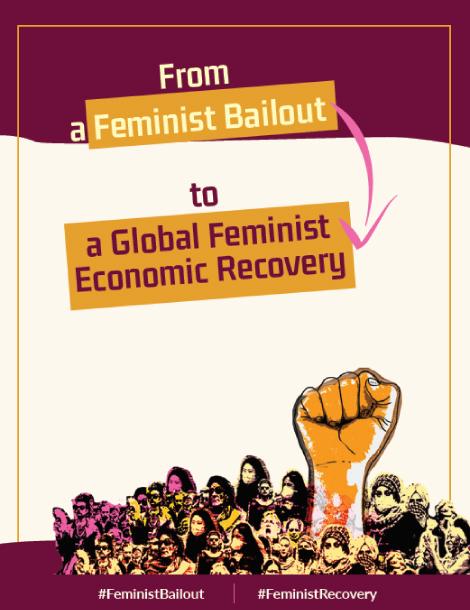 From
a Feminist Bailout
to
a Global Feminist
Economic Recovery
#FeministBailout | #FeministRecovery